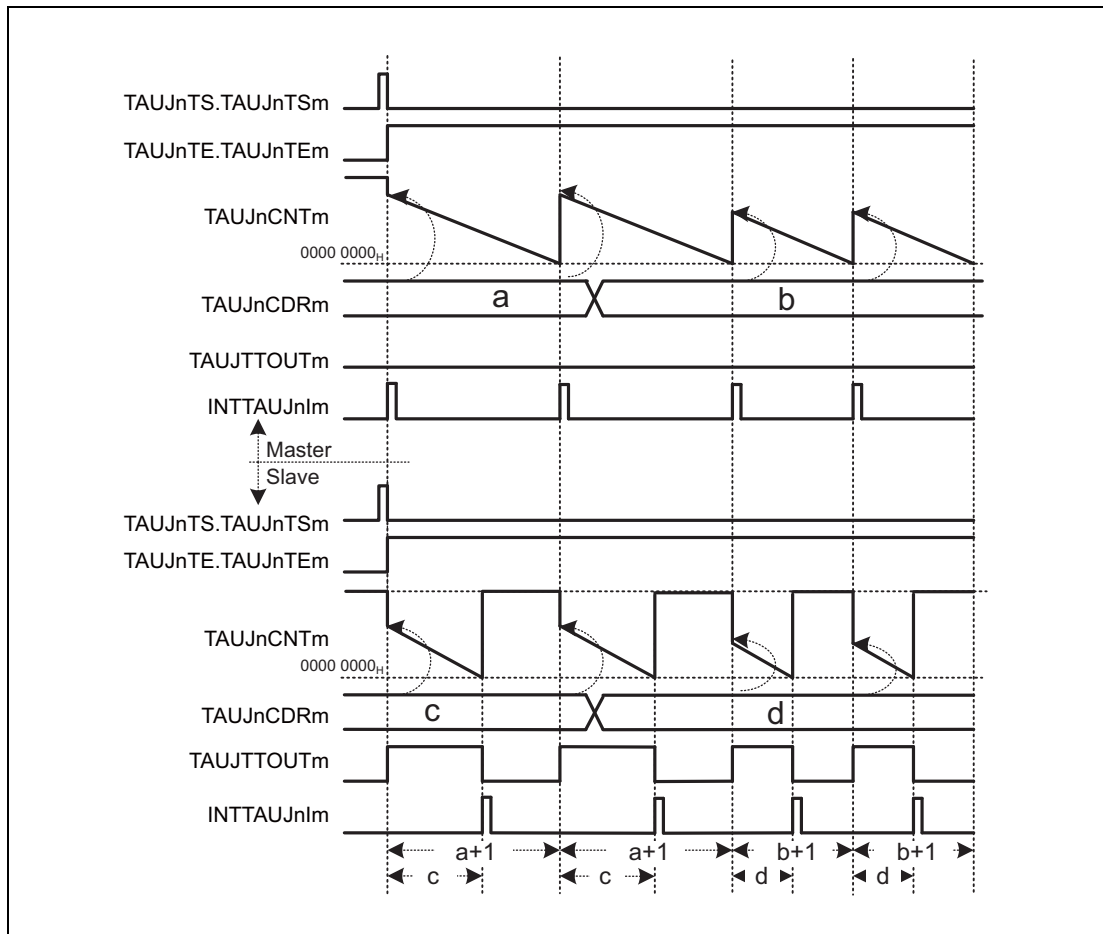 TAUJnTS.TAUJnTSm
TAUJnTE.TAUJnTEm
TAUJnCNTm
0000 0000H
a
b
TAUJnCDRm
TAUJTTOUTm
INTTAUJnIm
Master
Slave
TAUJnTS.TAUJnTSm
TAUJnTE.TAUJnTEm
TAUJnCNTm
0000 0000H
c
d
TAUJnCDRm
TAUJTTOUTm
INTTAUJnIm
a+1 a+1 b+1 b+1
c c d d